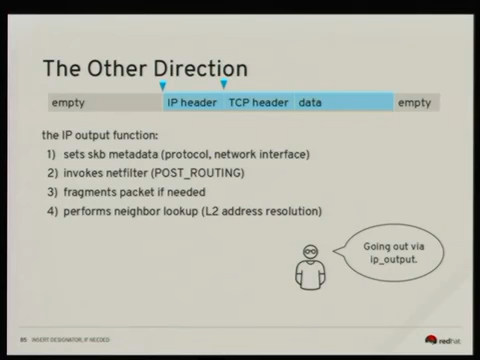 The Other Direction
empty IP header TCP header data empty
the IP output function:
1) sets skb metadata (protocol, network interface)
2) invokes netfilter (POST_ROUTING)
3) fragments packet if needed
4) performs neighbor lookup (L2 address resolution)
Going out via
ip_output.
85 INSERT DESIGNATOR, IF NEEDED
redhat